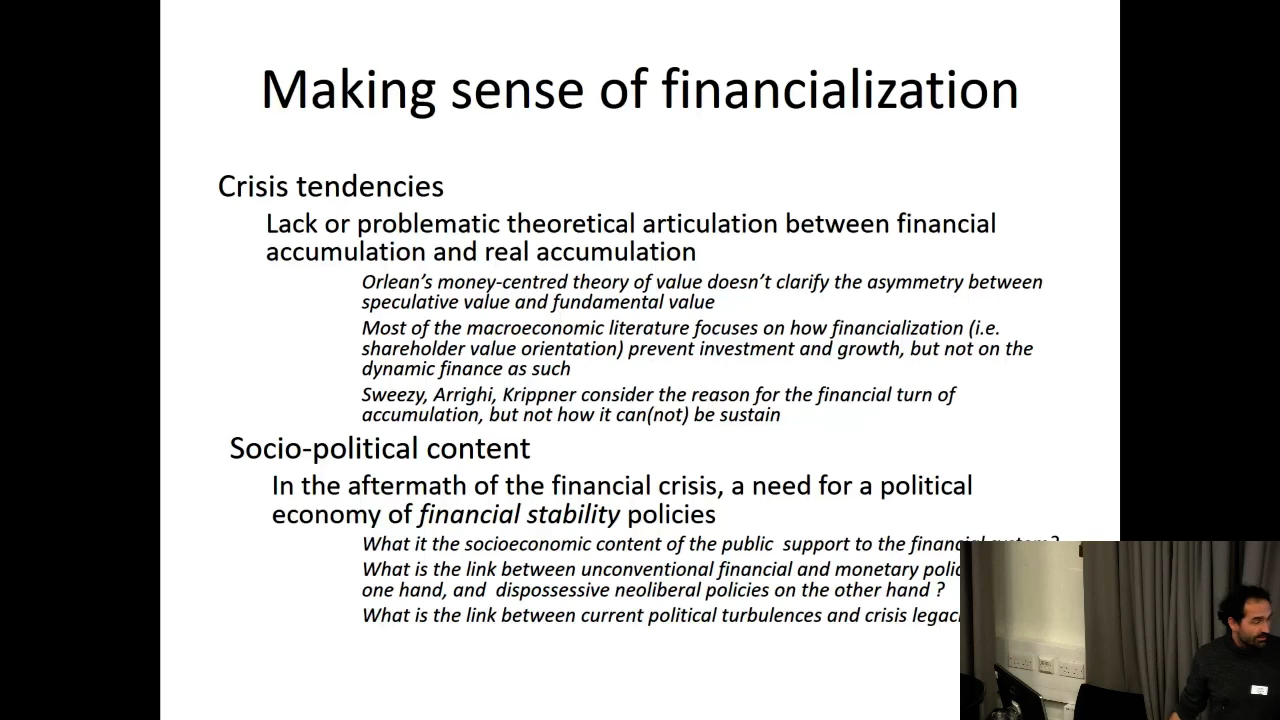 Making sense of financialization
Crisis tendencies
Lack or problematic theoretical articulation between financial
accumulation and real accumulation
Orlean's money-centred theory of value doesn't clarify the asymmetry between
speculative value and fundamental value
Most of the macroeconomic literature focuses on how financialization (i.e.
shareholder value orientation) prevent investment and growth, but not on the
dynamic finance as such
Sweezy, Arrighi, Krippner consider the reason for the financial turn of
accumulation, but not how it can(not) be sustain
Socio-political content
In the aftermath of the financial crisis, a need for a political
economy of financial stability policies
What it the socioeconomic content of the public support to the financial system?
What is the link between unconventional financial and monetary
one hand, and dispossessive neoliberal policies on the other hand ?
What is the link between current political turbulences and crisis